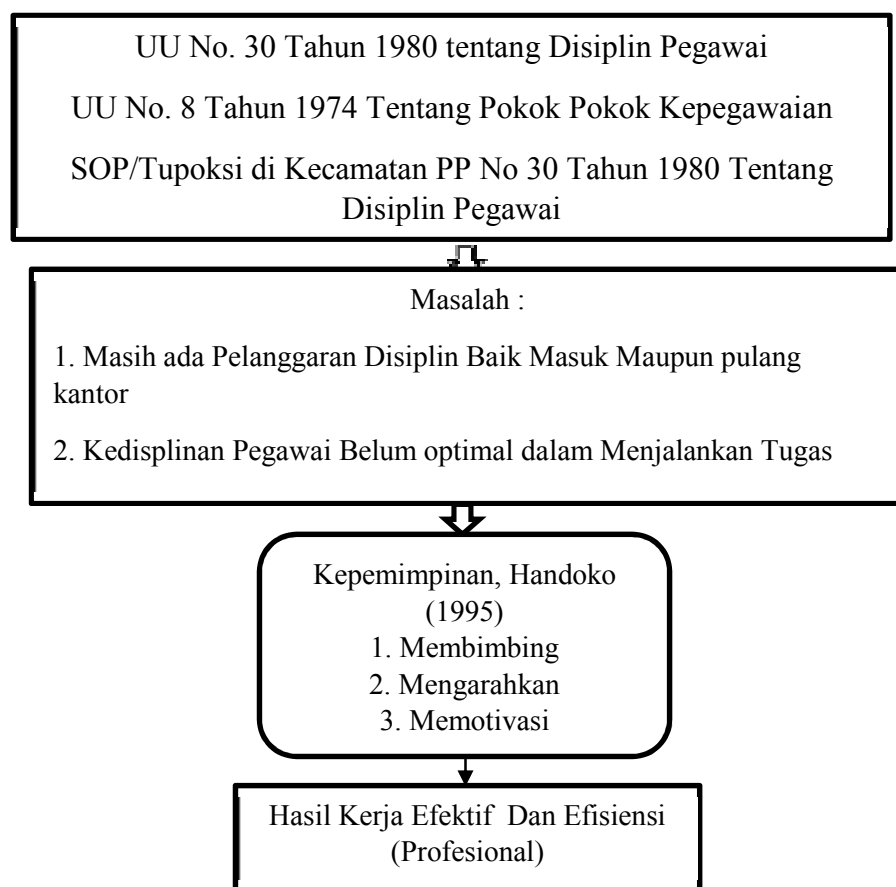 UU No. 30 Tahun 1980 tentang Disiplin Pegawai
UU No. 8 Tahun 1974 Tentang Pokok Pokok Kepegawaian
SOP/Tupoksi di Kecamatan PP No 30 Tahun 1980 Tentang
Disiplin Pegawai
Masalah :
1. Masih ada Pelanggaran Disiplin Baik Masuk Maupun pulang
kantor
2. Kedisplinan Pegawai Belum optimal dalam Menjalankan Tugas
Kepemimpinan, Handoko
(1995)
1. Membimbing
2. Mengarahkan
3. Memotivasi
Hasil Kerja Efektif Dan Efisiensi
(Profesional)